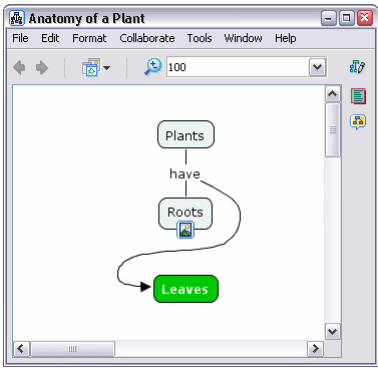 Anatomy of a Plant
File Edit Format Collaborate Tools Window Help
100
Plants
have
Roots
Leaves